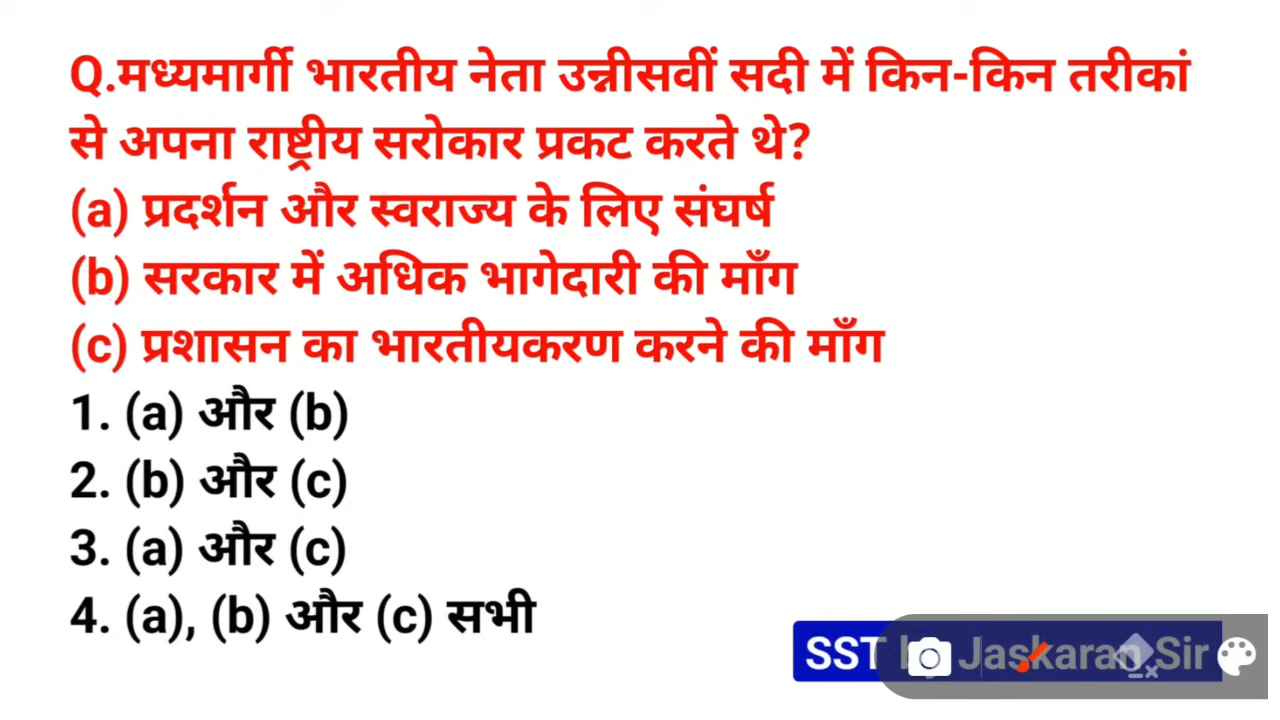 Q.मध्यमार्गी भारतीय नेता उन्नीसवीं सदी में किन-किन तरीकां
से अपना राष्ट्रीय सरोकार प्रकट करते थे?
(a) प्रदर्शन और स्वराज्य के लिए संघर्ष
(b) सरकार में अधिक भागेदारी की माँग
(c) प्रशासन का भारतीयकरण करने की माँग
1. (a) और (b)
2. (b) और (c)
3. (a) और (c)
4. (a), (b) और (c) सभी
SST by Jaskaran Sir